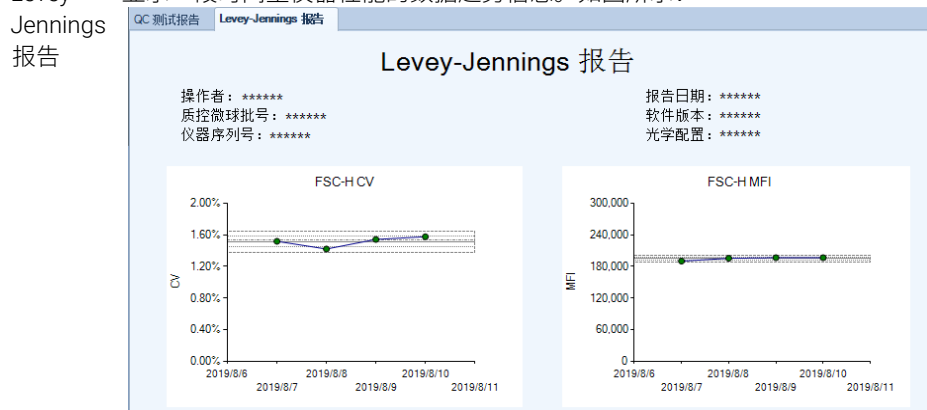 Jennings
报告
QC 测试报告 Levey-Jennings 报告
Levey-Jennings 报告
操作者：******
质控微球批号：******
仪器序列号：******
报告日期：******
软件版本：******
光学配置：******
FSC-H CV
2.00%
1.60%
1.20%
0.80%
0.40%
0.00%
CV
2019/8/6 2019/8/8 2019/8/10
2019/8/7 2019/8/9 2019/8/11
FSC-H MFI
300,000
240,000
180,000
120,000
60,000
0
MFI
2019/8/6 2019/8/8 2019/8/10
2019/8/7 2019/8/9 2019/8/11